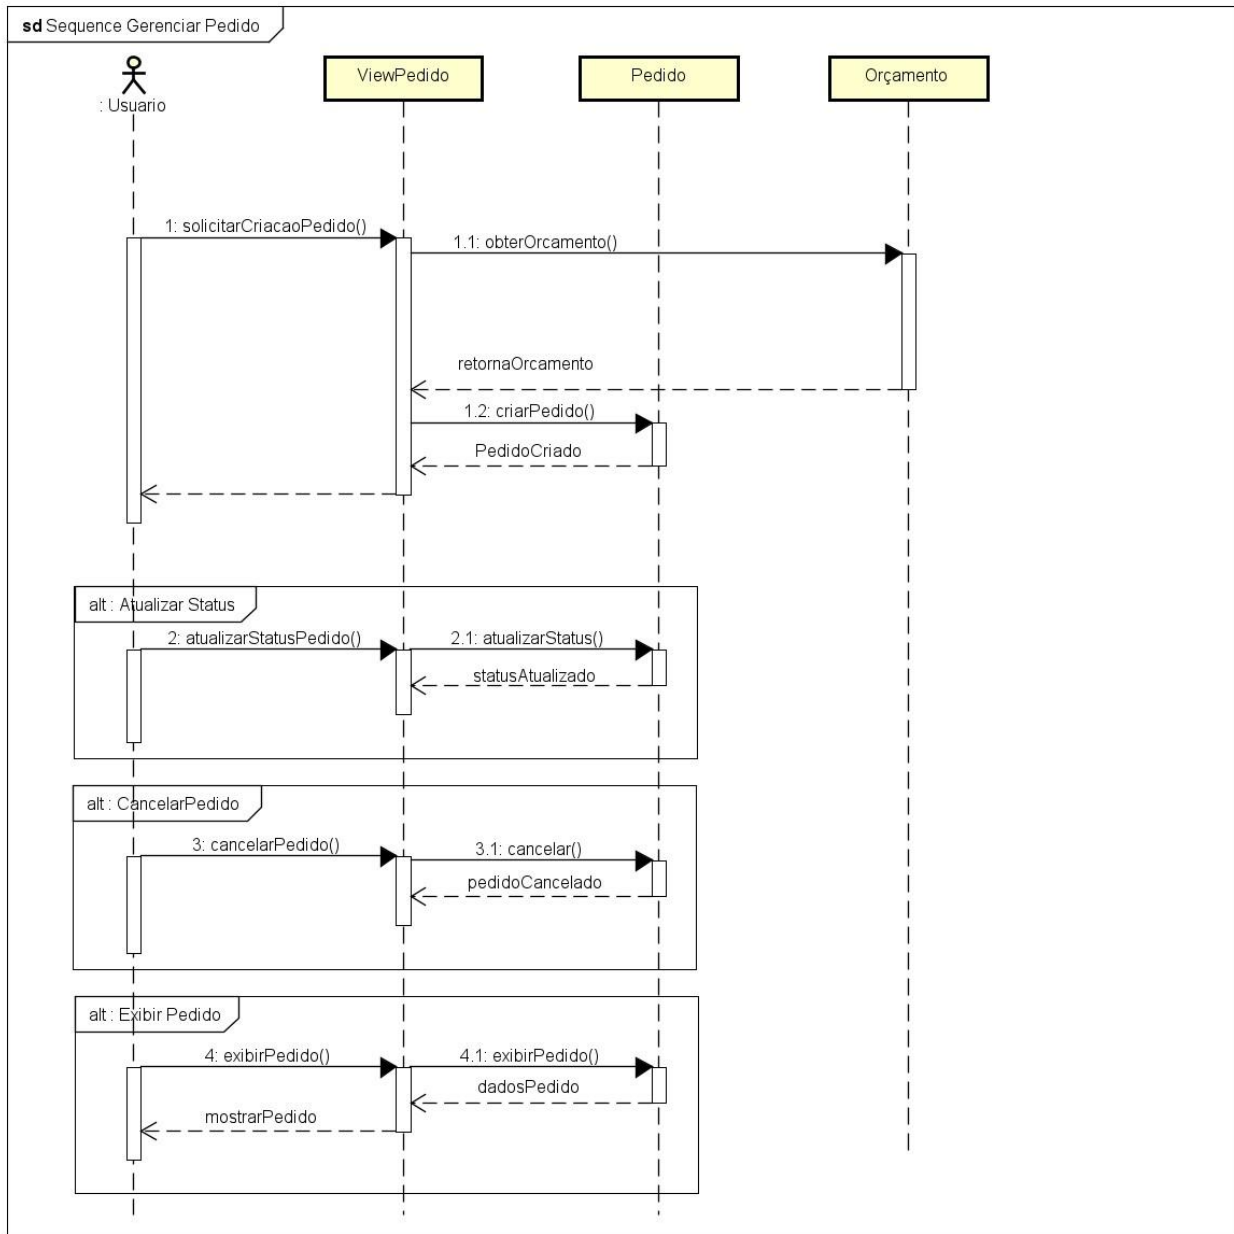 sd Sequence Gerenciar Pedido
: Usuario
ViewPedido
Pedido
Orçamento
1: solicitarCriacaoPedido()
1.1: obterOrcamento()
retornaOrcamento
1.2: criarPedido()
PedidoCriado
alt : Atualizar Status
2: atualizarStatusPedido()
2.1: atualizarStatus()
statusAtualizado
alt : CancelarPedido
3: cancelarPedido()
3.1: cancelar()
pedidoCancelado
alt : Exibir Pedido
4: exibirPedido()
4.1: exibirPedido()
dadosPedido
mostrarPedido